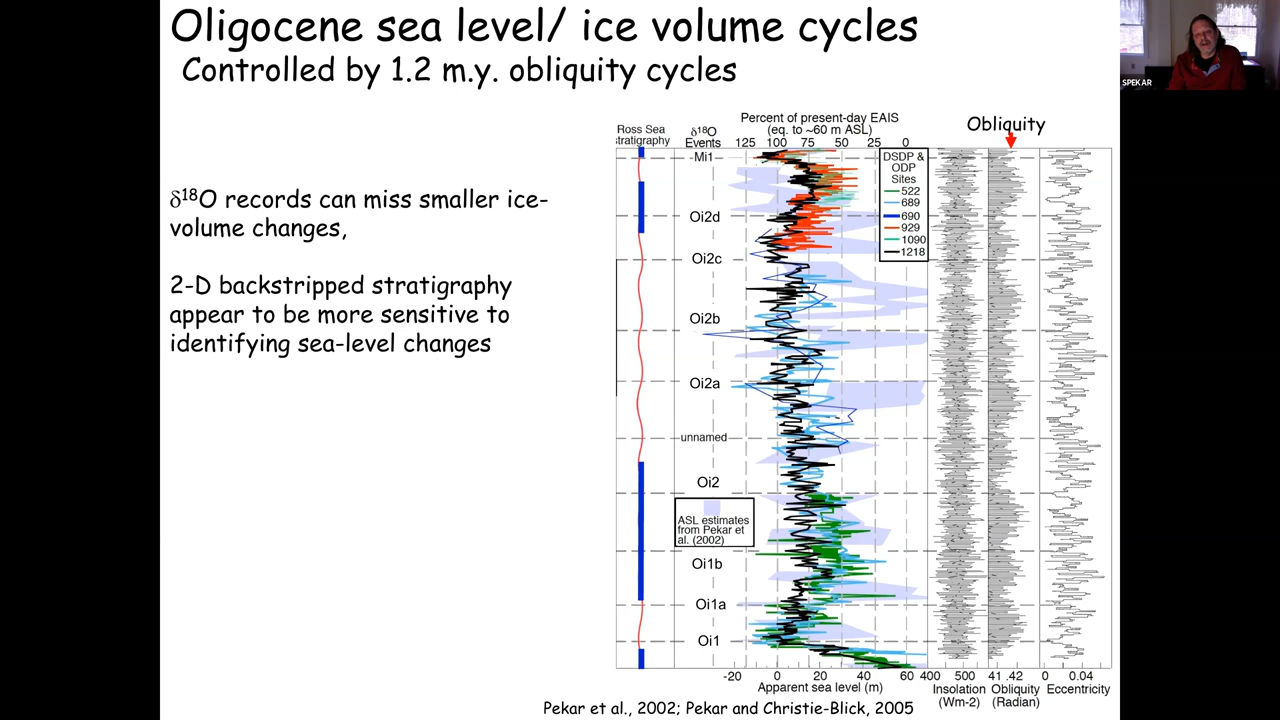 Oligocene sea level/ ice volume cycles
Controlled by 1.2 m.y. obliquity cycles
SPEKAR
δ18O records can miss smaller ice-
volume changes,
2-D backstripped stratigraphy
appear to be more sensitive to
identifying sea-level changes
Percent of present-day EAIS
(eq. to ~60 m ASL)
125 100 75 50 25 0
Obliquity
Ross Sea
stratigraphy
δ18O
Events
Mi1
Oi2d
Oi2c
Oi2b
Oi2a
unnamed
Oi2
Oi1b
Oi1a
Oi1
DSDP &
ODP
Sites
522
689
690
929
1090
1218
ASL estimates
from Pekar et
al. (2002)
-20 0 20 40 60
Apparent sea level (m)
400 500
Insolation
(Wm-2)
41 .42
Obliquity
(Radian)
0 0.04
Eccentricity
Pekar et al., 2002; Pekar and Christie-Blick, 2005